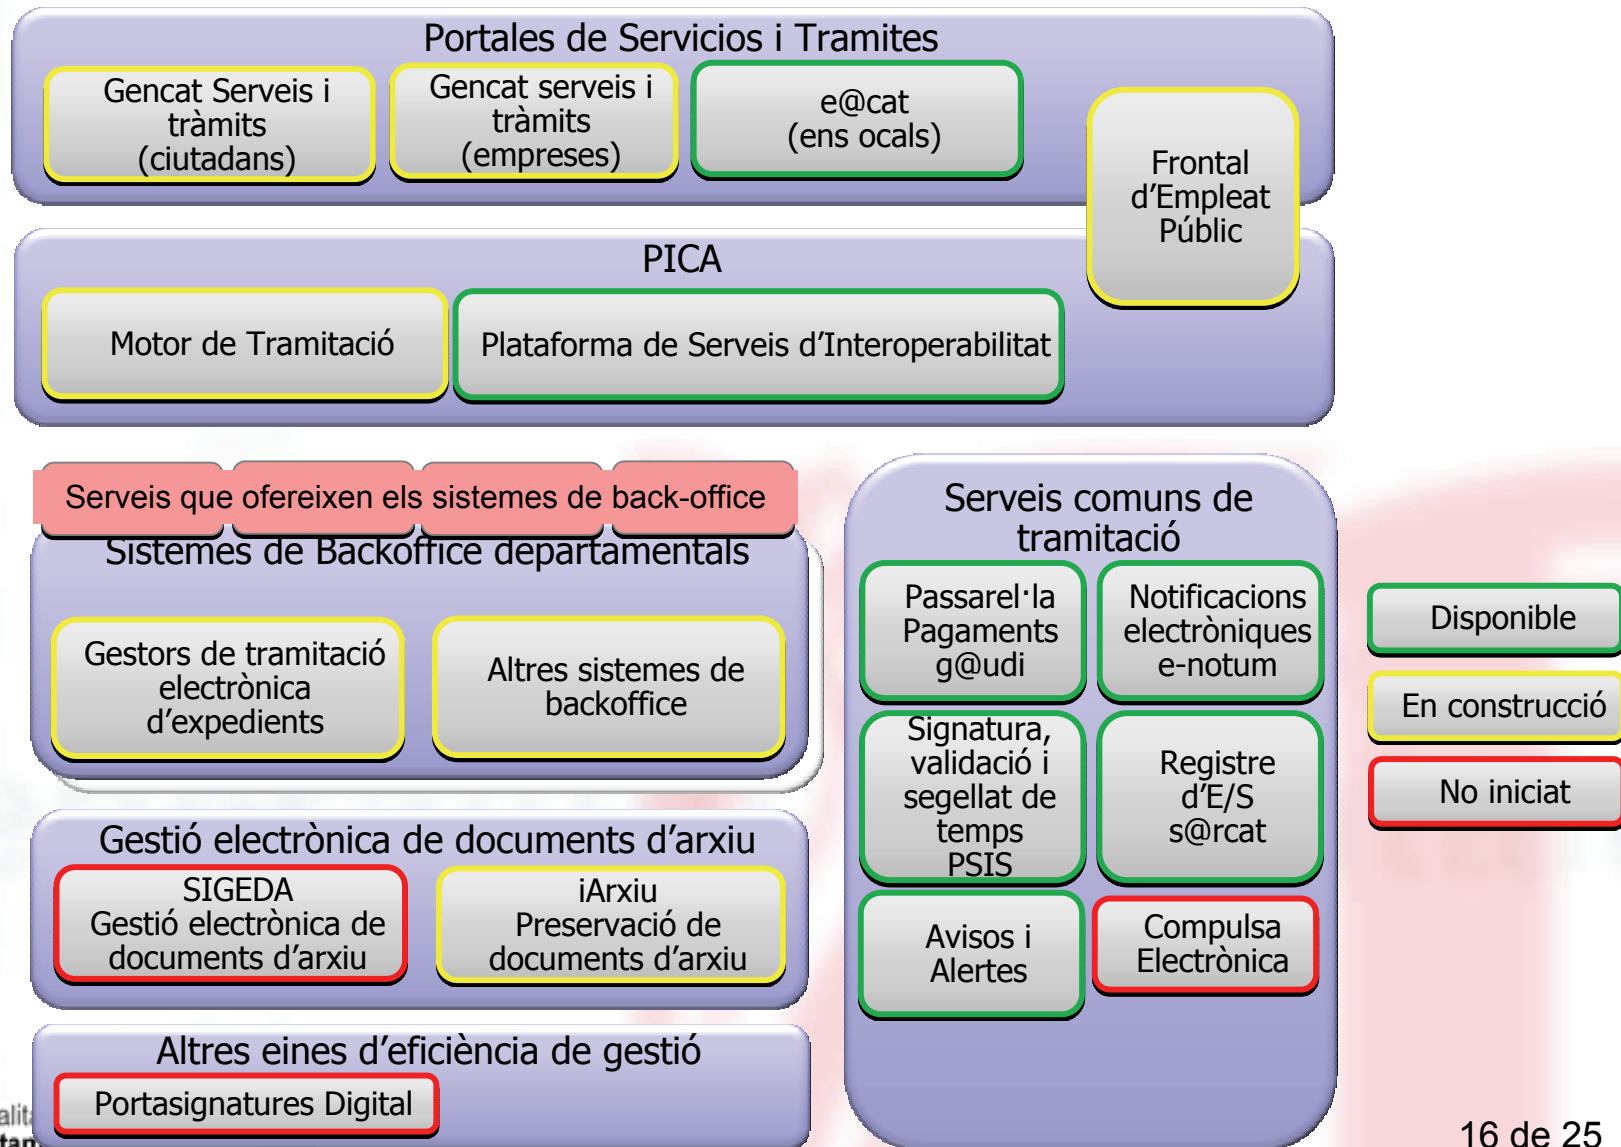 Portales de Servicios i Tramites
Gencat Serveis i
tràmits
(ciutadans)
Gencat serveis i
tràmits
(empreses)
e@cat
(ens ocals)
Frontal
d'Empleat
Públic
PICA
Motor de Tramitació
Plataforma de Serveis d'Interoperabilitat
Serveis que ofereixen els sistemes de back-office
Sistemes de Backoffice departamentals
Gestors de tramitació
electrònica
d'expedients
Altres sistemes de
backoffice
Gestió electrònica de documents d'arxiu
SIGEDA
Gestió electrònica de
documents d'arxiu
iArxiu
Preservació de
documents d'arxiu
Altres eines d'eficiència de gestió
Portasignatures Digital
Serveis comuns de
tramitació
Passarel·la
Pagaments
g@udi
Notificacions
electròniques
e-notum
Signatura,
validació i
segellat de
temps
PSIS
Registre
d'E/S
s@rcat
Avisos i
Alertes
Compulsa
Electrònica
Disponible
En construcció
No iniciat
16 de 25